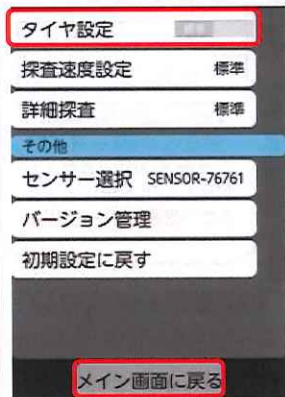 タイヤ設定
探査速度設定 標準
詳細探査 標準
その他
センサー選択 SENSOR-76761
バージョン管理
初期設定に戻す
メイン画面に戻る